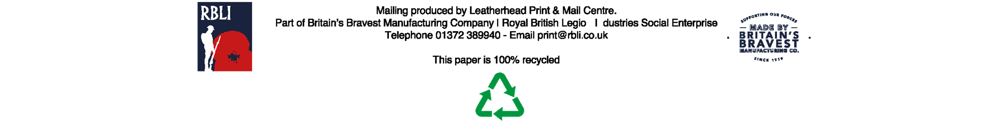 RBLI
Mailing produced by Leatherhead Print & Mail Centre.
Part of Britain's Bravest Manufacturing Company | Royal British Legio I dustries Social Enterprise
Telephone 01372 389940 - Email print@rbli.co.uk
This paper is 100% recycled
SUPPORTING OUR FORCES
MADE BY
BRITAIN'S
BRAVEST
MANUFACTURING CO.
SINCE 1919